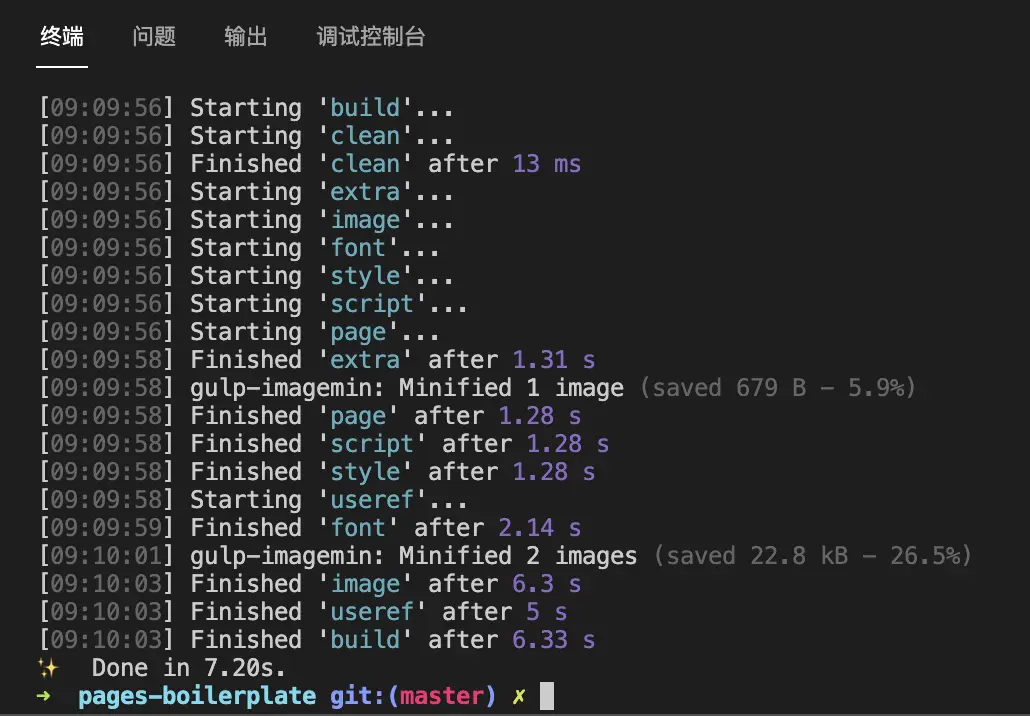 终端 问题 输出 调试控制台
[09:09:56] Starting 'build'...
[09:09:56] Starting 'clean'...
[09:09:56] Finished 'clean' after 13 ms
[09:09:56] Starting 'extra'...
[09:09:56] Starting 'image'...
[09:09:56] Starting 'font'...
[09:09:56] Starting 'style'...
[09:09:56] Starting 'script'...
[09:09:56] Starting 'page'...
[09:09:58] Finished 'extra' after 1.31 s
[09:09:58] gulp-imagemin: Minified 1 image (saved 679 B - 5.9%)
[09:09:58] Finished 'page' after 1.28 s
[09:09:58] Finished 'script' after 1.28 s
[09:09:58] Finished 'style' after 1.28 s
[09:09:58] Starting 'useref'...
[09:09:59] Finished 'font' after 2.14 s
[09:10:01] gulp-imagemin: Minified 2 images (saved 22.8 kB - 26.5%)
[09:10:03] Finished 'image' after 6.3 s
[09:10:03] Finished 'useref' after 5 s
[09:10:03] Finished 'build' after 6.33 s
✨ Done in 7.20s.
➜ pages-boilerplate git:(master) ✗